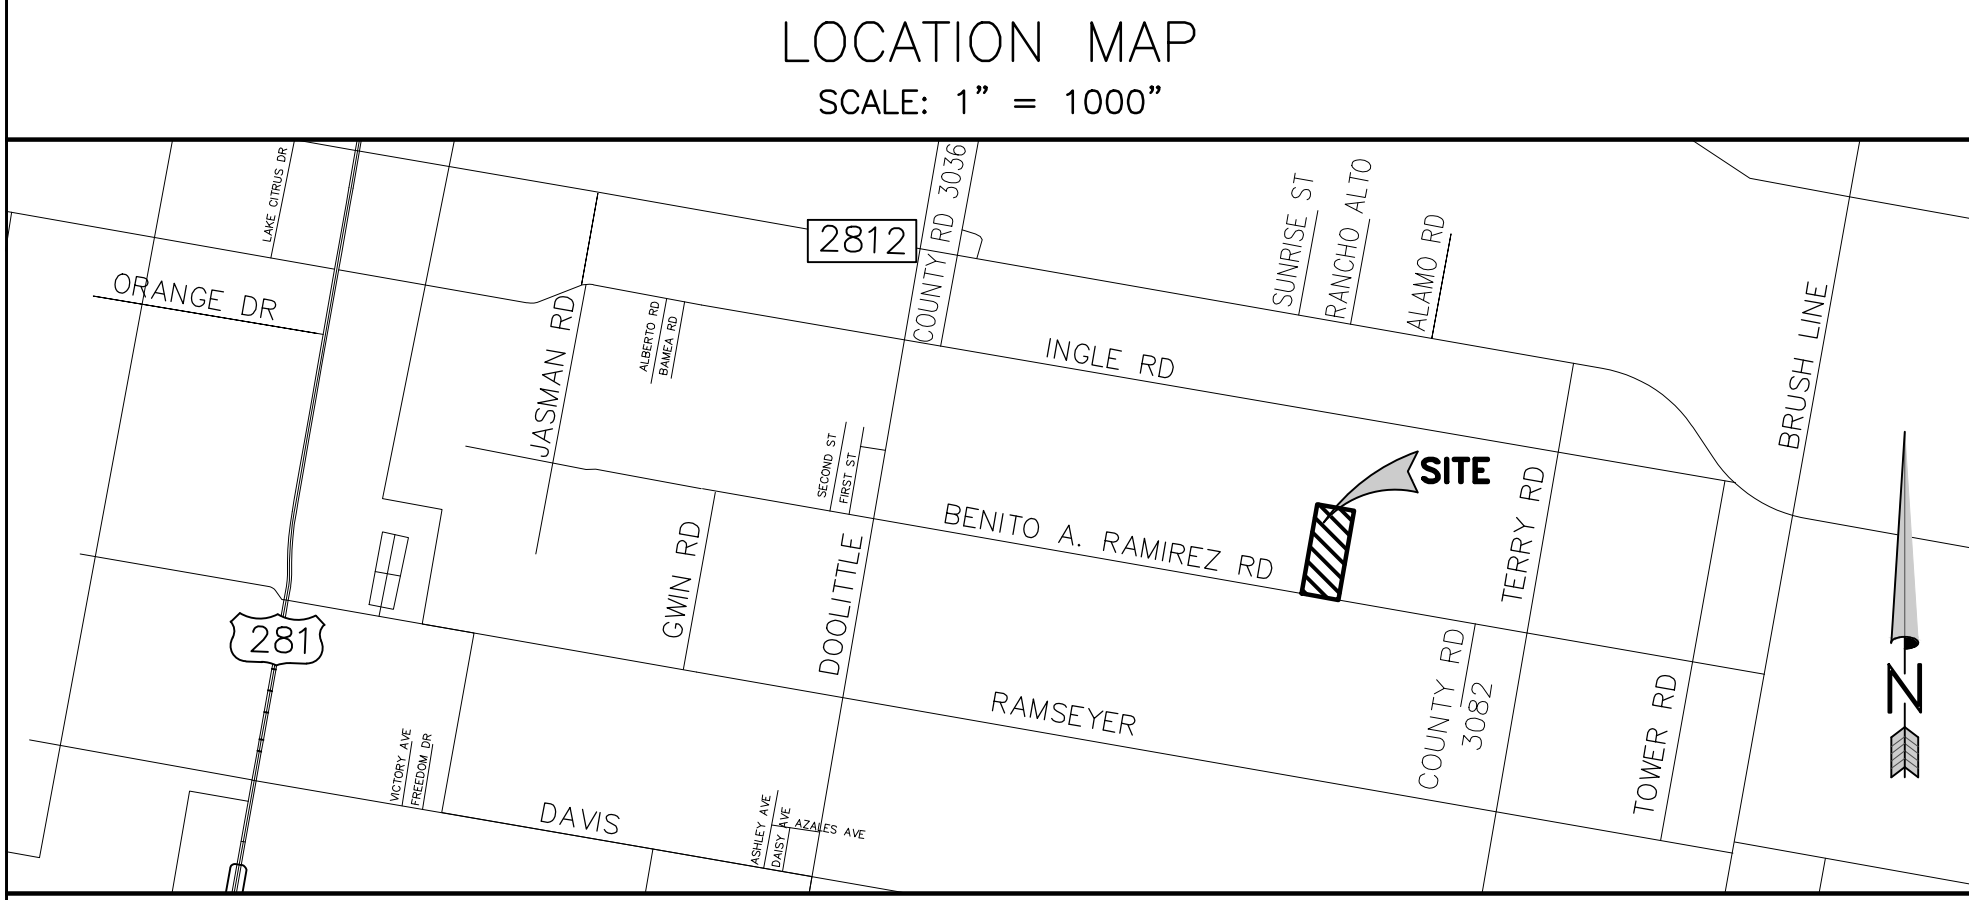 LOCATION MAP
SCALE: 1" = 1000"
LAKE CITRUS DR
COUNTY RD 3036
2812
SUNRISE ST
RANCHO ALTO
ALAMO RD
ORANGE DR
JASMAN RD
ALBERTO RD
BAMEA RD
INGLE RD
BRUSH LINE
SECOND ST
FIRST ST
SITE
TERRY RD
BENITO A. RAMIREZ RD
GWIN RD
DOOLITTLE
281
COUNTY RD
3082
N
RAMSEYER
TOWER RD
VICTORY AVE
FREEDOM DR
DAVIS
ASHLEY AVE
DAISY AVE
AZALES AVE